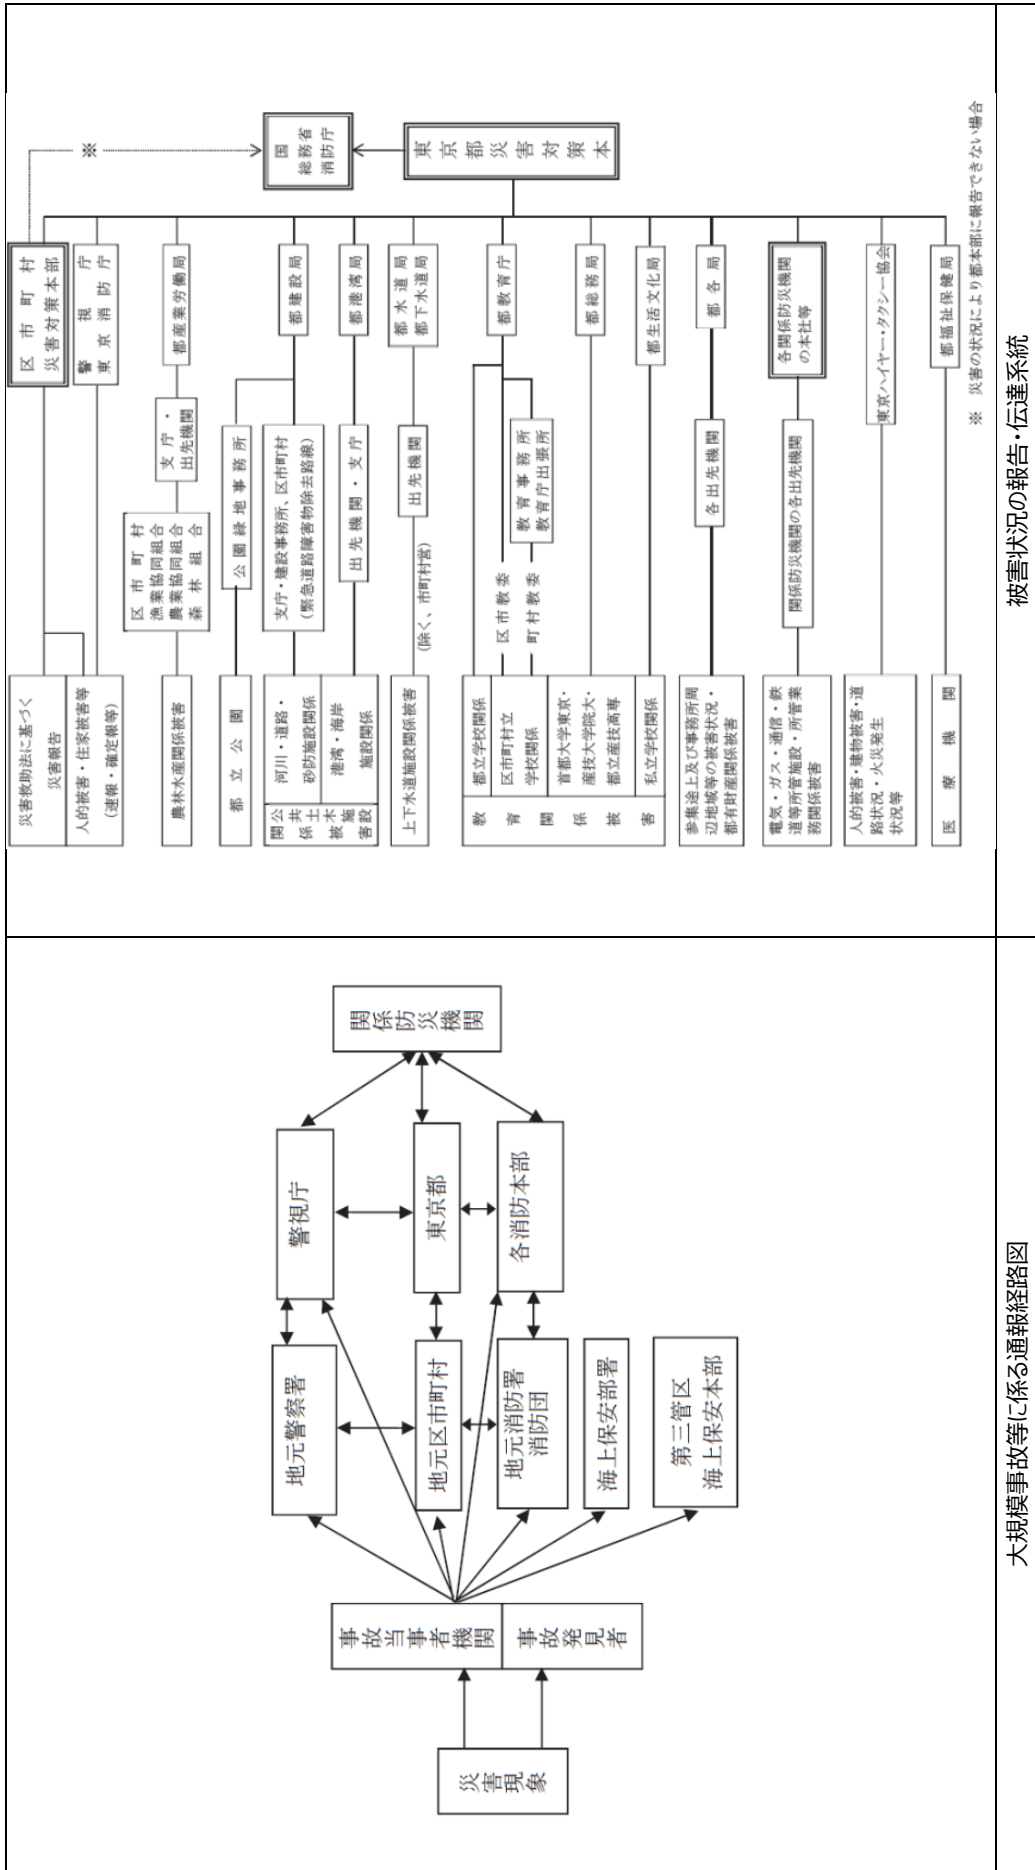 被害状況の報告・伝達系統
災害救助法に基づく
災害報告
人的被害・住家被害等
(速報・確定報等)
農林水産関係被害
都立公園
関係公共土木施設被害
河川・道路・
砂防施設関係
港湾・海岸
施設関係
上下水道施設関係被害
教育関係被害
都立学校関係
区市町村立
学校関係
首都大学東京・
産技大学院大・
都立産技高専
私立学校関係
参集途上及び事務所周
辺地域等の被害状況・
都有財産関係被害
電気・ガス・通信・鉄
道等所管施設・所管業
務関係被害
人的被害・建物被害・道
路状況・火災発生
状況等
医療機関
区市町村
漁業協同組合
農業協同組合
森林組合
支庁・
出先機関
公園緑地事務所
支庁・建設事務所、区市町村
(緊急道路障害物除去路線)
出先機関・支庁
(除く、市町村営)
出先機関
区市教委
町村教委
教育事務所
教育庁出張所
各出先機関
関係防災機関の各出先機関
区市町村
災害対策本部
警視庁
東京消防庁
都産業労働局
都建設局
都港湾局
都水道局
都下水道局
都教育庁
都総務局
都生活文化局
都各局
各関係防災機関
の本社等
東京ハイヤー・タクシー協会
都福祉保健局
※
国
総務省
消防庁
東京都災害対策本
※ 災害の状況により都本部に報告できない場合
大規模事故等に係る通報経路図
災害現象
事故当事者機関
事故発見者
地元警察署
地元区市町村
地元消防署
消防団
海上保安部署
第三管区
海上保安本部
警視庁
東京都
各消防本部
関係防災機関